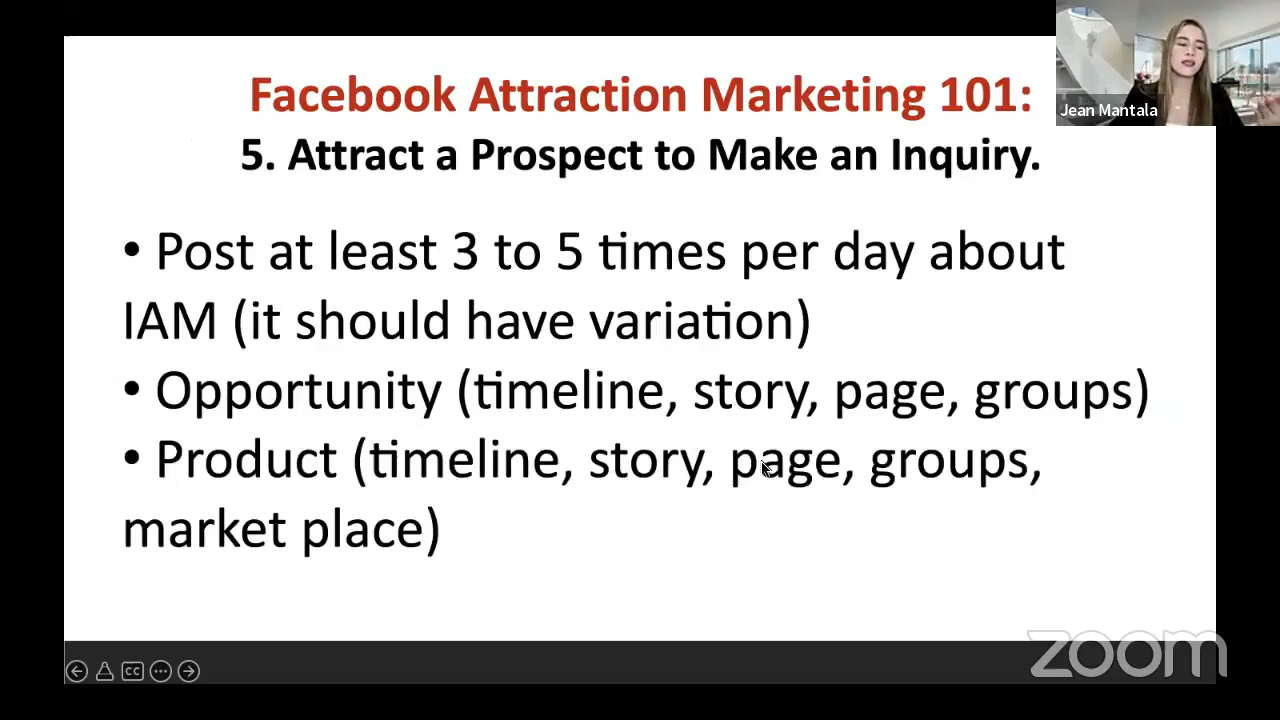 Facebook Attraction Marketing 101:
5. Attract a Prospect to Make an Inquiry.
Jean Mantala
• Post at least 3 to 5 times per day about
IAM (it should have variation)
• Opportunity (timeline, story, page, groups)
• Product (timeline, story, page, groups,
market place)
CC
zoom